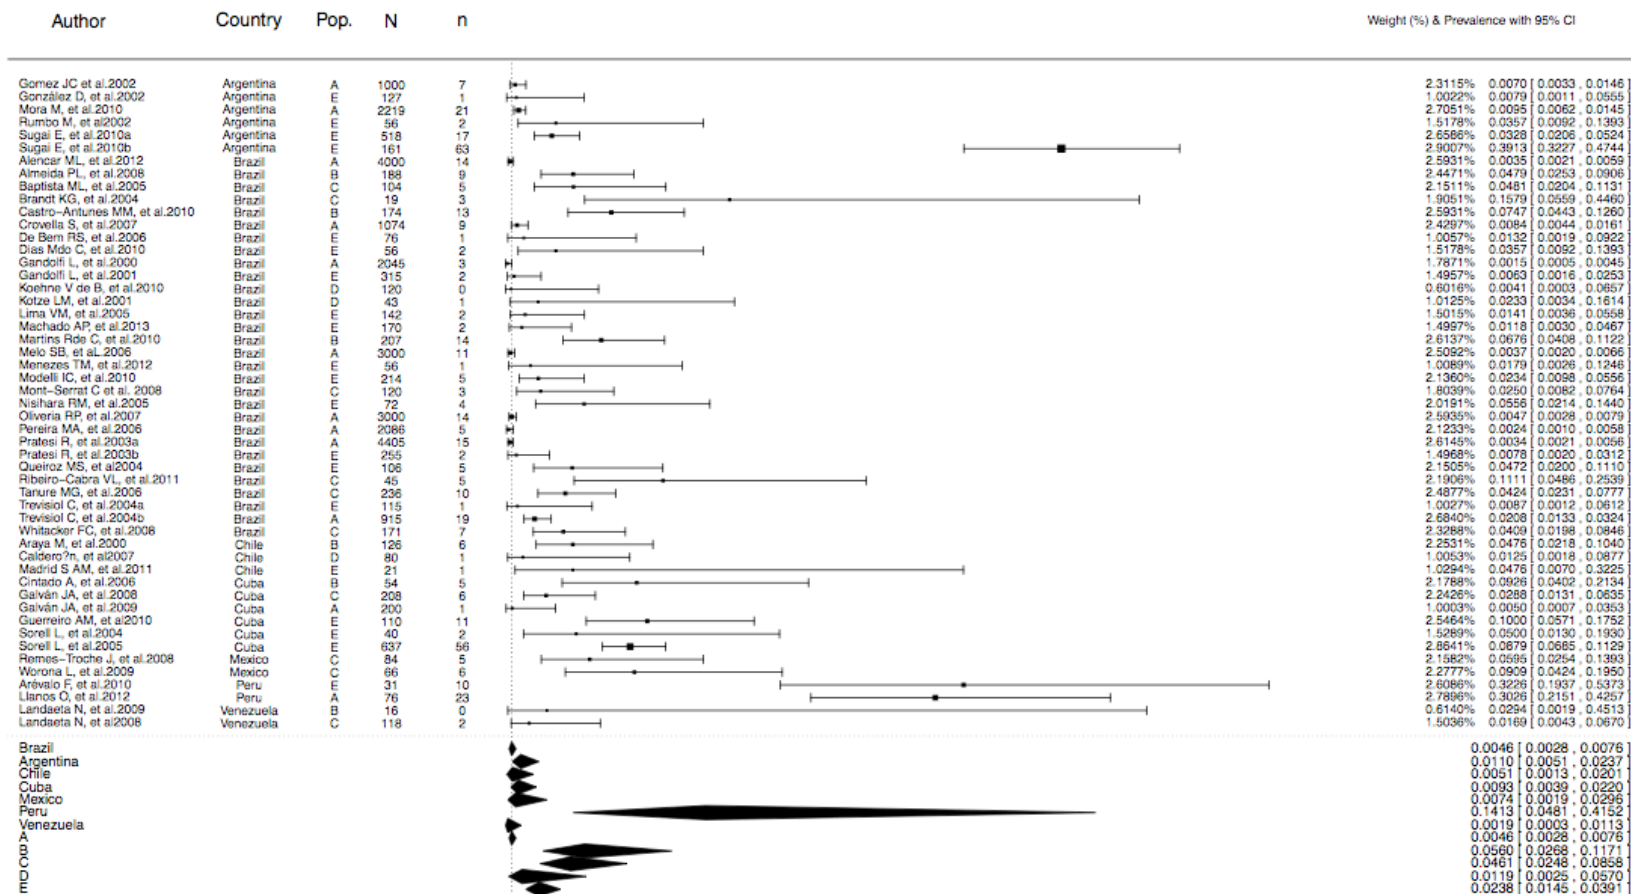 Author Country Pop. N n Weight (%) & Prevalence with 95% CI
Gomez JC et al.2002 Argentina A 1000 7 2.3115% 0.0070 [ 0.0033 , 0.0146 ]
González D, et al.2002 Argentina E 127 1 1.0022% 0.0079 [ 0.0011 , 0.0555 ]
Mora M, et al.2010 Argentina A 2219 21 2.7051% 0.0095 [ 0.0062 , 0.0145 ]
Rumbo M, et al2002 Argentina E 56 2 1.5178% 0.0357 [ 0.0092 , 0.1393 ]
Sugai E, et al.2010a Argentina E 518 17 2.6586% 0.0328 [ 0.0206 , 0.0524 ]
Sugai E, et al.2010b Argentina E 161 63 2.9007% 0.3913 [ 0.3227 , 0.4744 ]
Alencar ML, et al.2012 Brazil A 4000 14 2.5931% 0.0035 [ 0.0021 , 0.0059 ]
Almeida PL, et al.2008 Brazil B 188 9 2.4471% 0.0479 [ 0.0253 , 0.0906 ]
Baptista ML, et al.2005 Brazil C 104 5 2.1511% 0.0481 [ 0.0204 , 0.1131 ]
Brandt KG, et al.2004 Brazil C 19 3 1.9051% 0.1579 [ 0.0559 , 0.4460 ]
Castro-Antunes MM, et al.2010 Brazil B 174 13 2.5931% 0.0747 [ 0.0443 , 0.1260 ]
Crovella S, et al.2007 Brazil A 1074 9 2.4297% 0.0084 [ 0.0044 , 0.0161 ]
De Bem RS, et al.2006 Brazil E 76 1 1.0057% 0.0132 [ 0.0019 , 0.0922 ]
Dias Mdo C, et al.2010 Brazil E 56 2 1.5178% 0.0357 [ 0.0092 , 0.1393 ]
Gandolfi L, et al.2000 Brazil A 2045 3 1.7871% 0.0015 [ 0.0005 , 0.0045 ]
Gandolfi L, et al.2001 Brazil E 315 2 1.4957% 0.0063 [ 0.0016 , 0.0253 ]
Koehne V de B, et al.2010 Brazil D 120 0 0.6016% 0.0041 [ 0.0003 , 0.0657 ]
Kotze LM, et al.2001 Brazil D 43 1 1.0125% 0.0233 [ 0.0034 , 0.1614 ]
Lima VM, et al.2005 Brazil E 142 2 1.5015% 0.0141 [ 0.0036 , 0.0558 ]
Machado AP, et al.2013 Brazil E 170 2 1.4997% 0.0118 [ 0.0030 , 0.0467 ]
Martins Rde C, et al.2010 Brazil B 207 14 2.6137% 0.0676 [ 0.0408 , 0.1122 ]
Melo SB, et aL.2006 Brazil A 3000 11 2.5092% 0.0037 [ 0.0020 , 0.0066 ]
Menezes TM, et al.2012 Brazil E 56 1 1.0089% 0.0179 [ 0.0026 , 0.1246 ]
Modelli IC, et al.2010 Brazil E 214 5 2.1360% 0.0234 [ 0.0098 , 0.0556 ]
Mont-Serrat C et al. 2008 Brazil C 120 3 1.8039% 0.0250 [ 0.0082 , 0.0764 ]
Nisihara RM, et al.2005 Brazil E 72 4 2.0191% 0.0556 [ 0.0214 , 0.1440 ]
Oliveria RP, et al.2007 Brazil A 3000 14 2.5935% 0.0047 [ 0.0028 , 0.0079 ]
Pereira MA, et al.2006 Brazil A 2086 5 2.1233% 0.0024 [ 0.0010 , 0.0058 ]
Pratesi R, et al.2003a Brazil A 4405 15 2.6145% 0.0034 [ 0.0021 , 0.0056 ]
Pratesi R, et al.2003b Brazil E 255 2 1.4968% 0.0078 [ 0.0020 , 0.0312 ]
Queiroz MS, et al2004 Brazil E 106 5 2.1505% 0.0472 [ 0.0200 , 0.1110 ]
Ribeiro-Cabra VL, et al.2011 Brazil C 45 5 2.1906% 0.1111 [ 0.0486 , 0.2539 ]
Tanure MG, et al.2006 Brazil C 236 10 2.4877% 0.0424 [ 0.0231 , 0.0777 ]
Trevisiol C, et al.2004a Brazil E 115 1 1.0027% 0.0087 [ 0.0012 , 0.0612 ]
Trevisiol C, et al.2004b Brazil A 915 19 2.6840% 0.0208 [ 0.0133 , 0.0324 ]
Whitacker FC, et al.2008 Brazil C 171 7 2.3288% 0.0409 [ 0.0198 , 0.0846 ]
Araya M, et al.2000 Chile B 126 6 2.2531% 0.0476 [ 0.0218 , 0.1040 ]
Caldero?n, et al2007 Chile D 80 1 1.0053% 0.0125 [ 0.0018 , 0.0877 ]
Madrid S AM, et al.2011 Chile E 21 1 1.0294% 0.0476 [ 0.0070 , 0.3225 ]
Cintado A, et al.2006 Cuba B 54 5 2.1788% 0.0926 [ 0.0402 , 0.2134 ]
Galván JA, et al.2008 Cuba C 208 6 2.2426% 0.0288 [ 0.0131 , 0.0635 ]
Galván JA, et al.2009 Cuba A 200 1 1.0003% 0.0050 [ 0.0007 , 0.0353 ]
Guerreiro AM, et al2010 Cuba E 110 11 2.5464% 0.1000 [ 0.0571 , 0.1752 ]
Sorell L, et al.2004 Cuba E 40 2 1.5289% 0.0500 [ 0.0130 , 0.1930 ]
Sorell L, et al.2005 Cuba E 637 56 2.8641% 0.0879 [ 0.0685 , 0.1129 ]
Remes-Troche J, et al.2008 Mexico C 84 5 2.1582% 0.0595 [ 0.0254 , 0.1393 ]
Worona L, et al.2009 Mexico C 66 6 2.2777% 0.0909 [ 0.0424 , 0.1950 ]
Arévalo F, et al.2010 Peru E 31 10 2.6086% 0.3226 [ 0.1937 , 0.5373 ]
Llanos O, et al.2012 Peru A 76 23 2.7896% 0.3026 [ 0.2151 , 0.4257 ]
Landaeta N, et al.2009 Venezuela B 16 0 0.6140% 0.0294 [ 0.0019 , 0.4513 ]
Landaeta N, et al2008 Venezuela C 118 2 1.5036% 0.0169 [ 0.0043 , 0.0670 ]
Brazil 0.0046 [ 0.0028 , 0.0076 ]
Argentina 0.0110 [ 0.0051 , 0.0237 ]
Chile 0.0051 [ 0.0013 , 0.0201 ]
Cuba 0.0093 [ 0.0039 , 0.0220 ]
Mexico 0.0074 [ 0.0019 , 0.0296 ]
Peru 0.1413 [ 0.0481 , 0.4152 ]
Venezuela 0.0019 [ 0.0003 , 0.0113 ]
A 0.0046 [ 0.0028 , 0.0076 ]
B 0.0560 [ 0.0268 , 0.1171 ]
C 0.0461 [ 0.0248 , 0.0858 ]
D 0.0119 [ 0.0025 , 0.0570 ]
E 0.0238 [ 0.0145 , 0.0391 ]